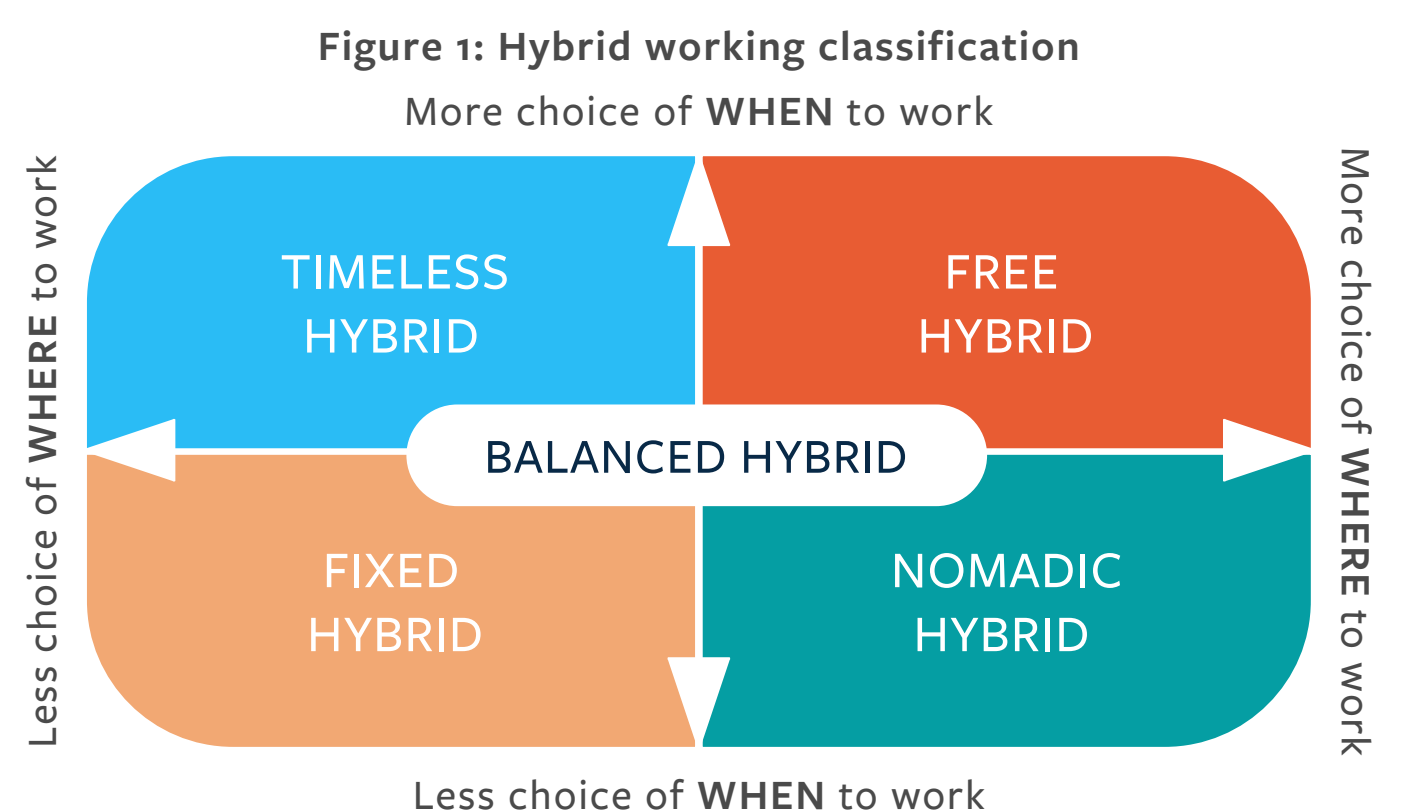 Figure 1: Hybrid working classification
More choice of WHEN to work
Less choice of WHERE to work
More choice of WHERE to work
TIMELESS
HYBRID
FREE
HYBRID
BALANCED HYBRID
FIXED
HYBRID
NOMADIC
HYBRID
Less choice of WHEN to work